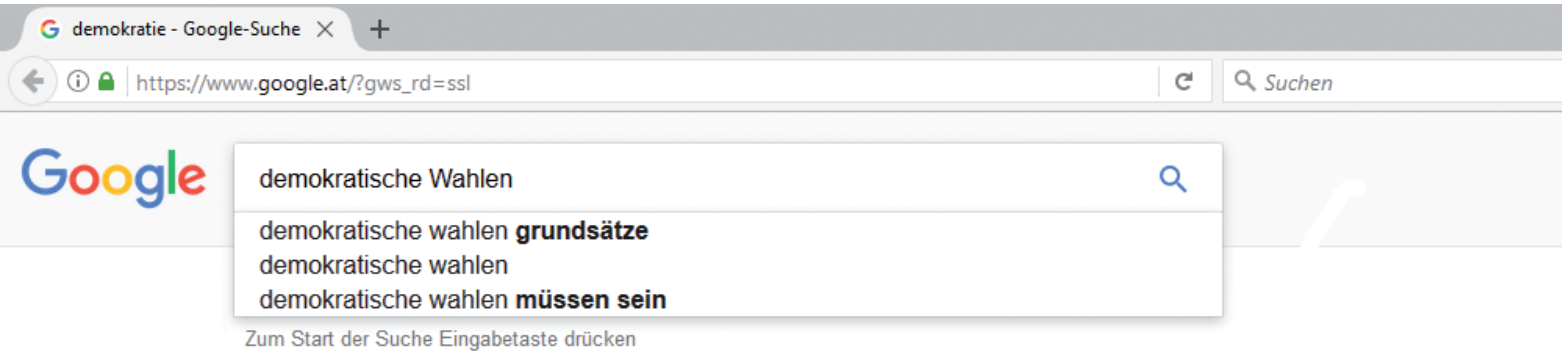 demokratie - Google-Suche
https://www.google.at/?gws_rd=ssl
Suchen
Google
demokratische Wahlen
demokratische wahlen grundsätze
demokratische wahlen
demokratische wahlen müssen sein
Zum Start der Suche Eingabetaste drücken